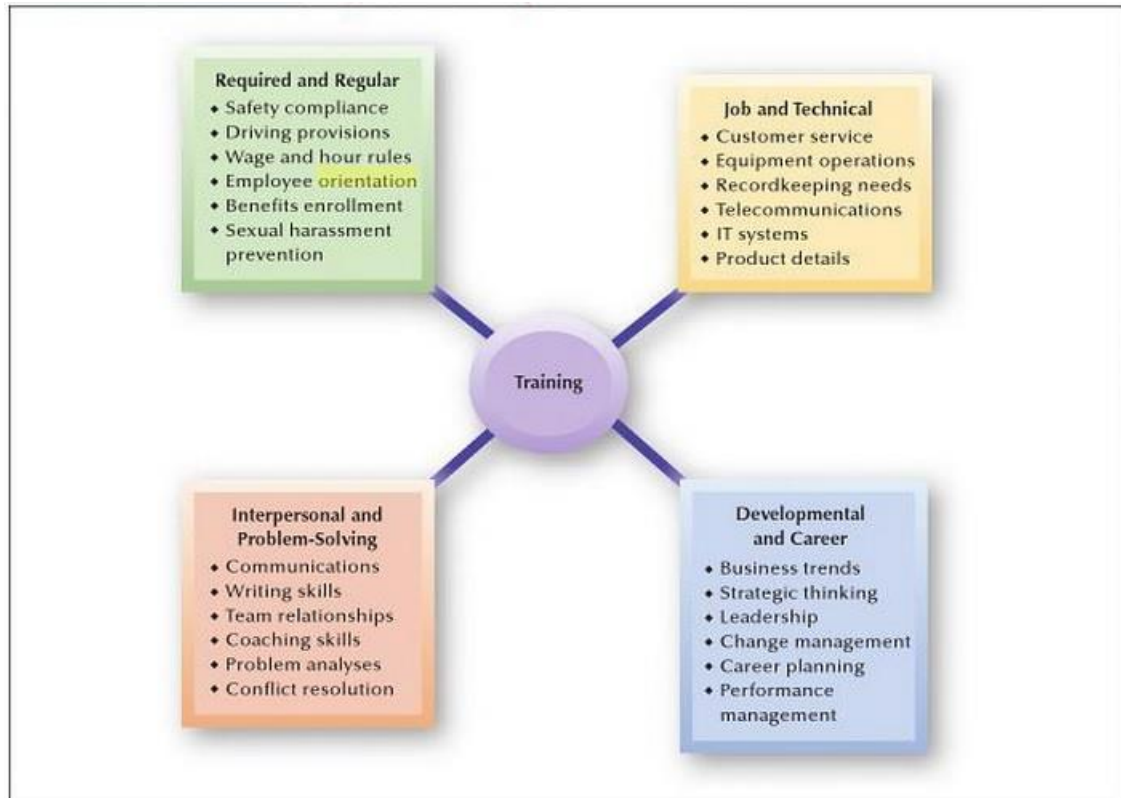 Required and Regular
◆ Safety compliance
◆ Driving provisions
◆ Wage and hour rules
◆ Employee orientation
◆ Benefits enrollment
◆ Sexual harassment
prevention
Job and Technical
◆ Customer service
◆ Equipment operations
◆ Recordkeeping needs
◆ Telecommunications
◆ IT systems
◆ Product details
Training
Interpersonal and
Problem-Solving
◆ Communications
◆ Writing skills
◆ Team relationships
◆ Coaching skills
◆ Problem analyses
◆ Conflict resolution
Developmental
and Career
◆ Business trends
◆ Strategic thinking
◆ Leadership
◆ Change management
◆ Career planning
◆ Performance
management